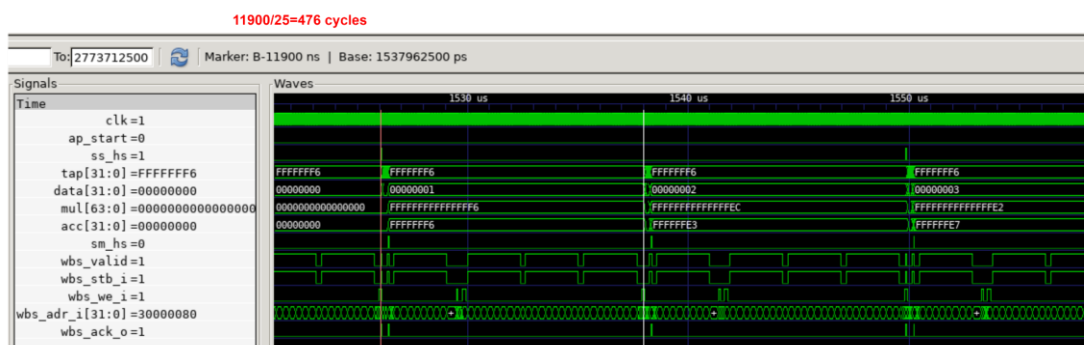 11900/25=476 cycles
To: 2773712500 Marker: B-11900 ns | Base: 1537962500 ps
Signals Waves
Time 1530 us 1540 us 1550 us
clk=1
ap_start=0
ss_hs=1
tap[31:0]=FFFFFFF6 FFFFFFF6 FFFFFFF6 FFFFFFF6 FFFFFFF6
data[31:0]=00000000 00000000 00000001 00000002 00000003
mul[63:0]=0000000000000000 0000000000000000 FFFFFFFFFFFFFFF6 FFFFFFFFFFFFFFEC FFFFFFFFFFFFFFE2
acc[31:0]=00000000 00000000 FFFFFFF6 FFFFFFE3 FFFFFFE7
sm_hs=0
wbs_valid=1
wbs_stb_i=1
wbs_we_i=1
wbs_adr_i[31:0]=30000080 + + +
wbs_ack_o=1